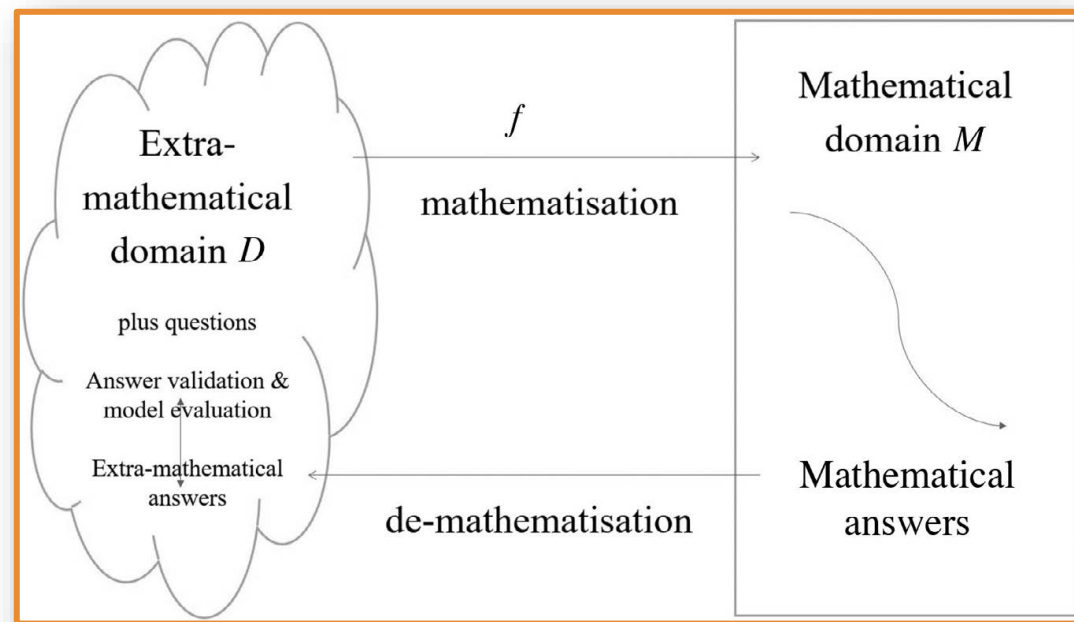 Extra-
mathematical
domain D
plus questions
Answer validation &
model evaluation
Extra-mathematical
answers
f
mathematisation
de-mathematisation
Mathematical
domain M
Mathematical
answers